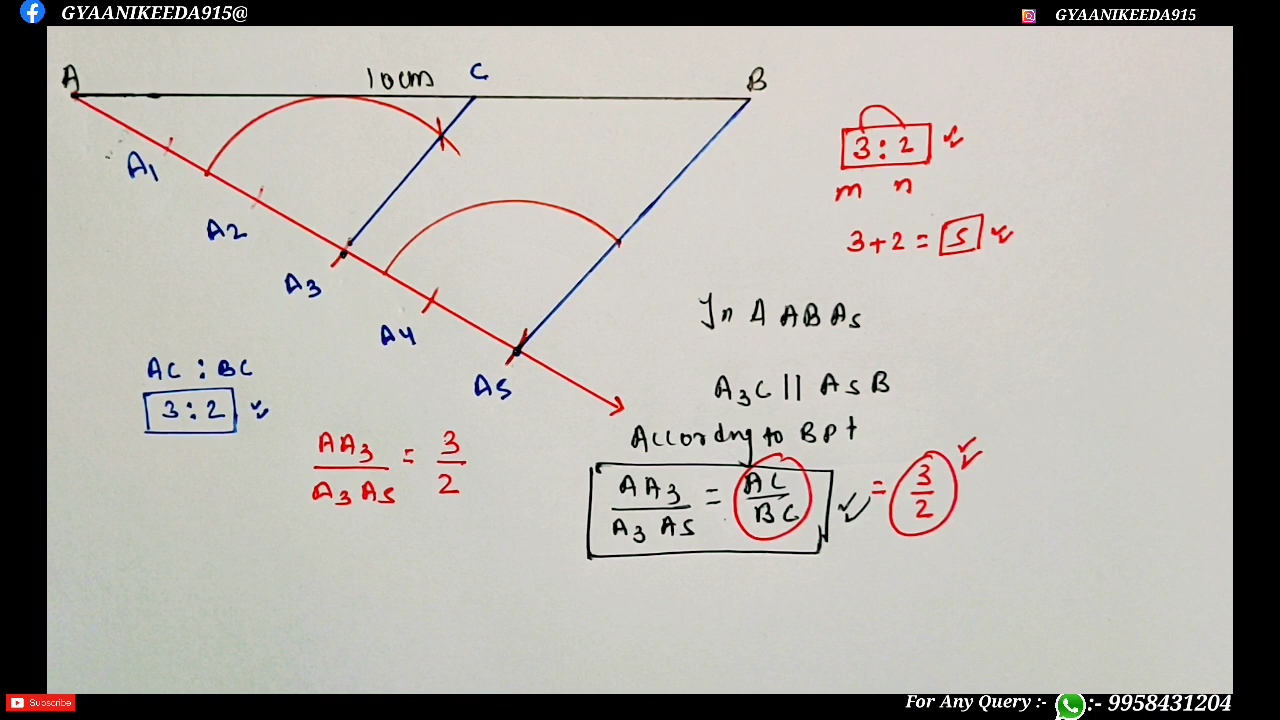 GYAANIKEEDA915@
GYAANIKEEDA915
A
10cm
C
B
A1
A2
A3
A4
A5
3 : 2
m n
3+2 = 5
In Δ ABA5
A3C || A5B
Accordng to BPt
AA3 / A3A5 = AC / BC = 3 / 2
AC : BC
3 : 2
AA3 / A3A5 = 3 / 2
Subscribe
For Any Query :- :- 9958431204